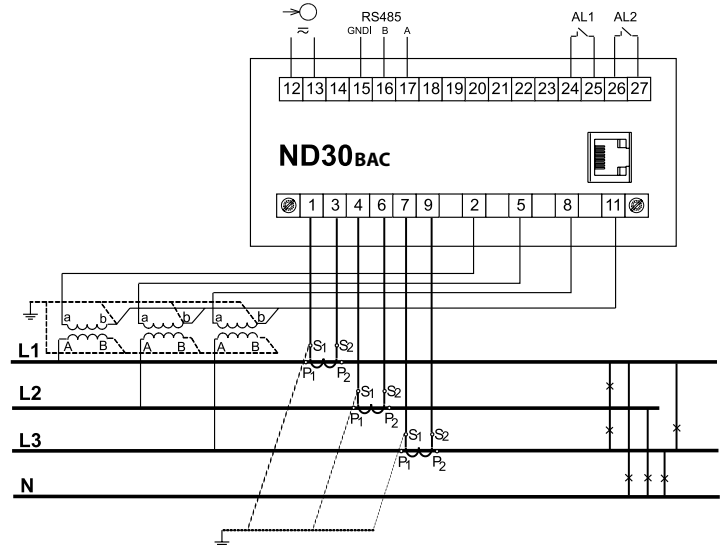 RS485
AL1 AL2
GND B A
12 13 14 15 16 17 18 19 20 21 22 23 24 25 26 27
ND30BAC
1 3 4 6 7 9 2 5 8 11
a b a b a b
A B A B A B
S1 S2
L1
P1 P2
S1 S2
L2
P1 P2
S1 S2
L3
P1 P2
N